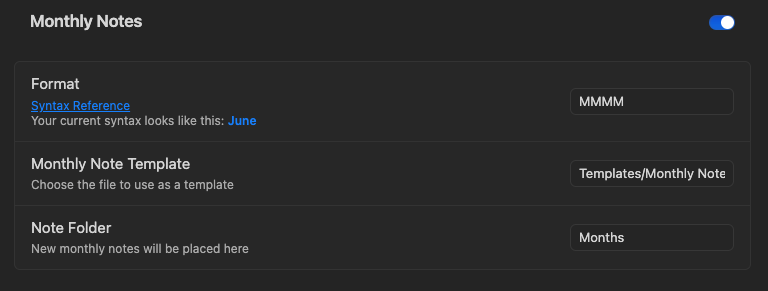 Monthly Notes
Format
Syntax Reference
Your current syntax looks like this: June
MMMM
Monthly Note Template
Choose the file to use as a template
Templates/Monthly Note
Note Folder
New monthly notes will be placed here
Months